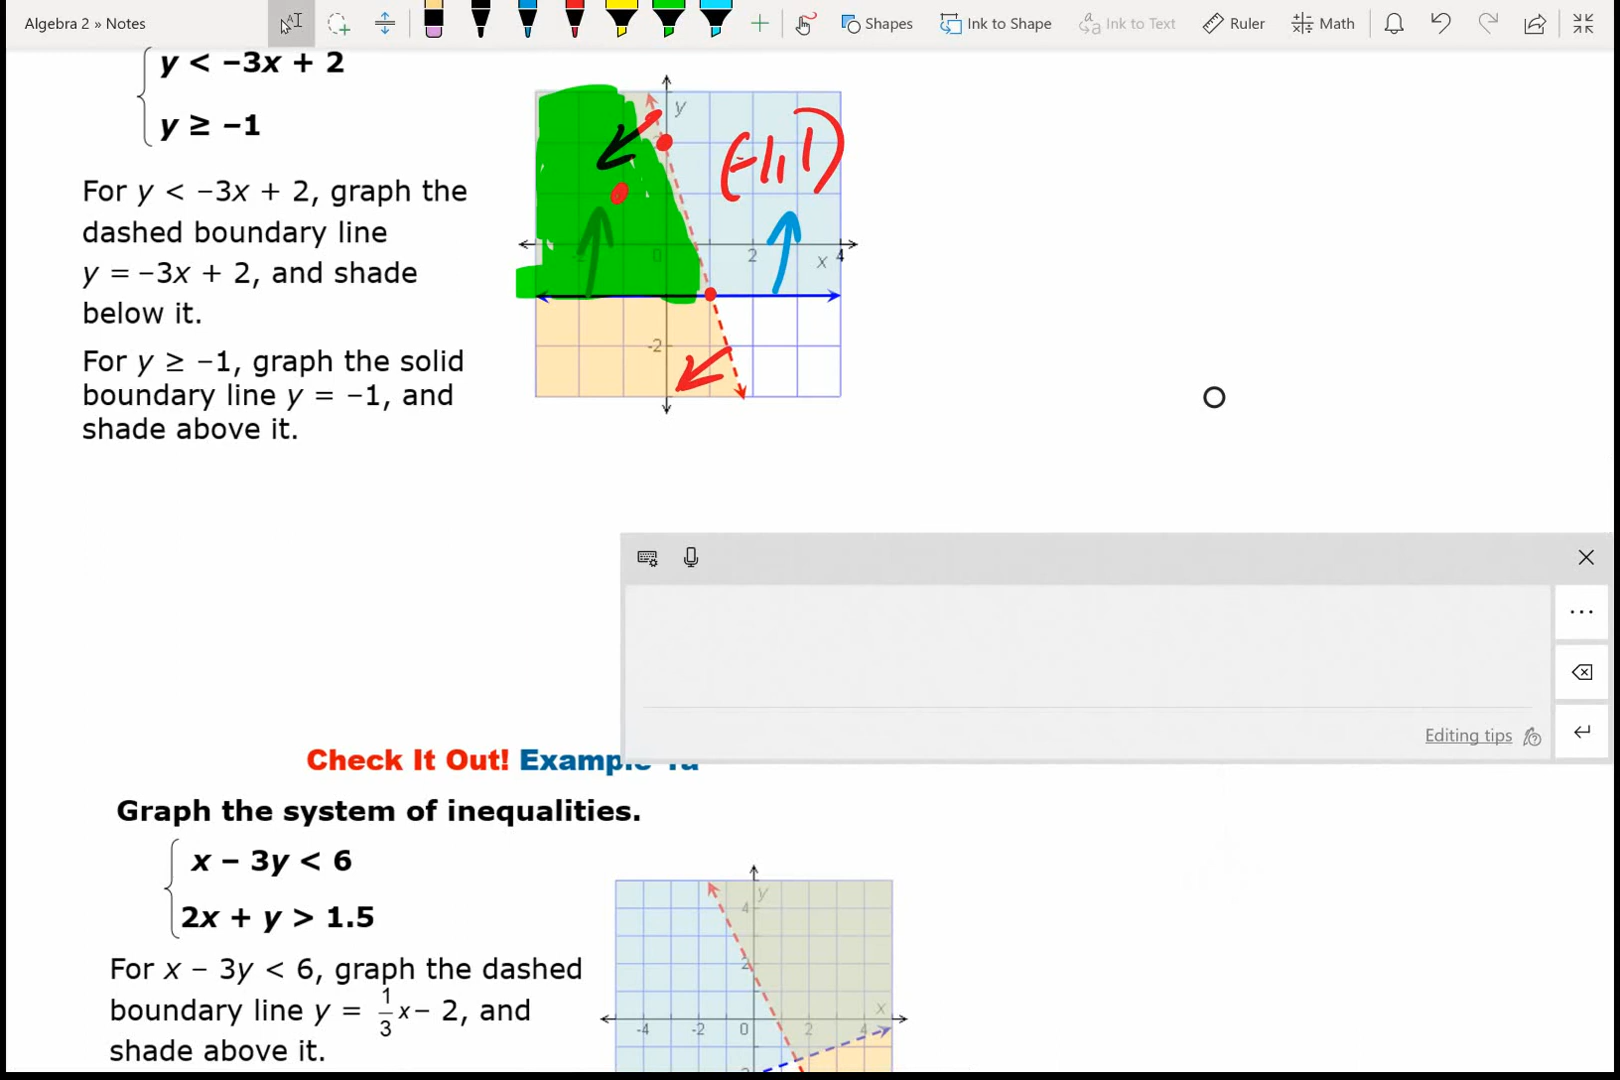 Algebra 2 » Notes
Shapes
Ink to Shape
Ink to Text
Ruler
Math
y < −3x + 2
y ≥ −1
For y < −3x + 2, graph the
dashed boundary line
y = −3x + 2, and shade
below it.
For y ≥ −1, graph the solid
boundary line y = −1, and
shade above it.
y
(-1,1)
0
2
x
4
-2
Editing tips
Check It Out! Example 1a
Graph the system of inequalities.
x − 3y < 6
2x + y > 1.5
For x − 3y < 6, graph the dashed
boundary line y = 1/3 x − 2, and
shade above it.
y
4
2
x
-4 -2 0 2 4